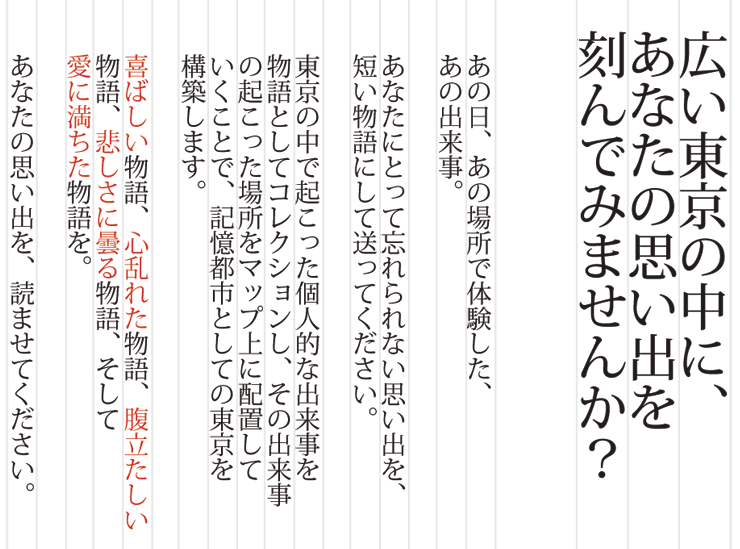 広い東京の中に、
あなたの思い出を
刻んでみませんか？
あの日、あの場所で体験した、
あの出来事。
あなたにとって忘れられない思い出を、
短い物語にして送ってください。
東京の中で起こった個人的な出来事を
物語としてコレクションし、その出来事
の起こった場所をマップ上に配置して
いくことで、記憶都市としての東京を
構築します。
喜ばしい物語、心乱れた物語、腹立たしい
物語、悲しさに曇る物語、そして
愛に満ちた物語を。
あなたの思い出を、読ませてください。